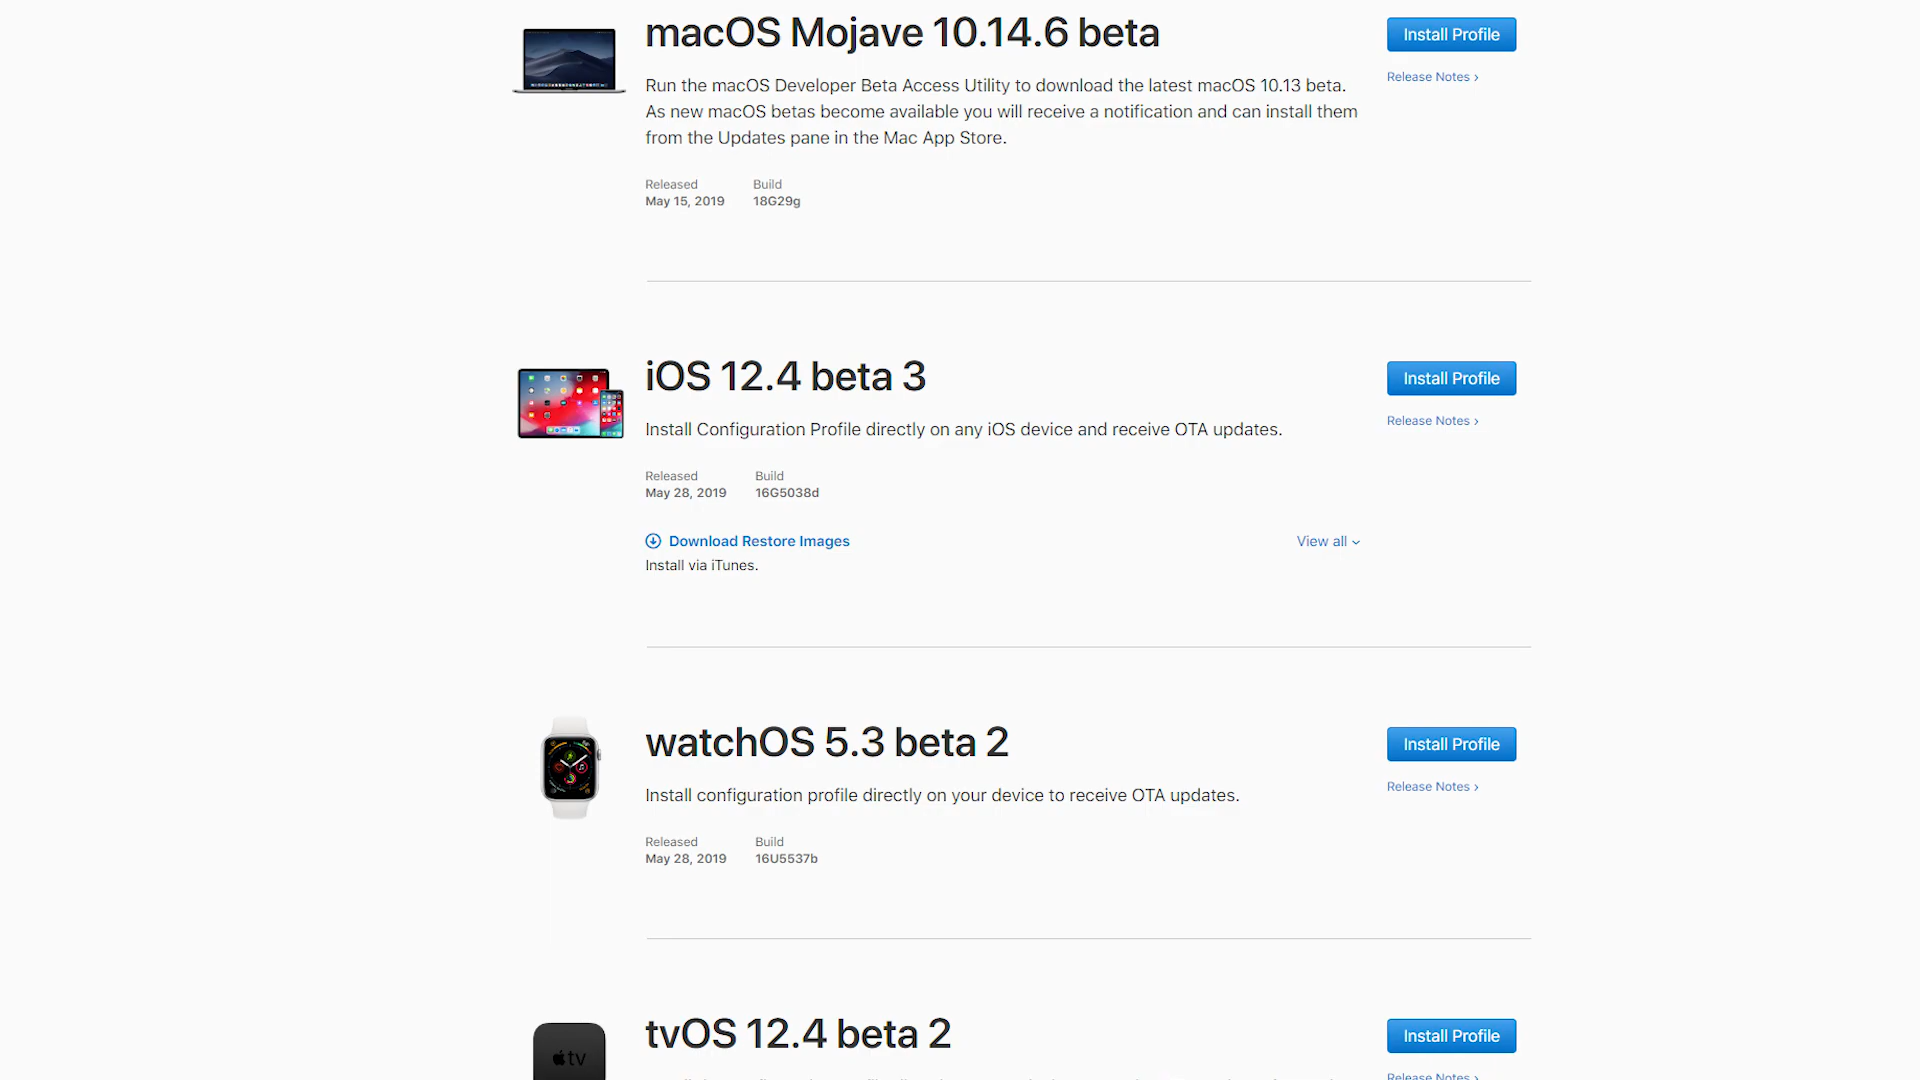 macOS Mojave 10.14.6 beta
Install Profile
Release Notes ›
Run the macOS Developer Beta Access Utility to download the latest macOS 10.13 beta.
As new macOS betas become available you will receive a notification and can install them
from the Updates pane in the Mac App Store.
Released Build
May 15, 2019 18G29g
iOS 12.4 beta 3
Install Profile
Release Notes ›
Install Configuration Profile directly on any iOS device and receive OTA updates.
Released Build
May 28, 2019 16G5038d
Download Restore Images View all
Install via iTunes.
watchOS 5.3 beta 2
Install Profile
Release Notes ›
Install configuration profile directly on your device to receive OTA updates.
Released Build
May 28, 2019 16U5537b
tvOS 12.4 beta 2
tv
Install Profile
Release Notes ›